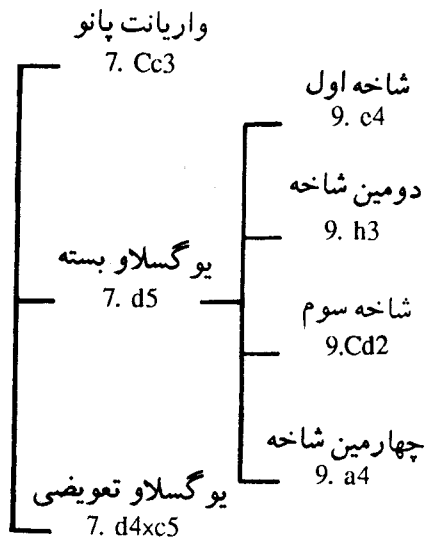 واریانت پانو
7. Cc3
یوگسلاو بسته
7. d5
یوگسلاو تعویضی
7. d4xc5
شاخه اول
9. c4
دومین شاخه
9. h3
شاخه سوم
9.Cd2
چهارمین شاخه
9. a4